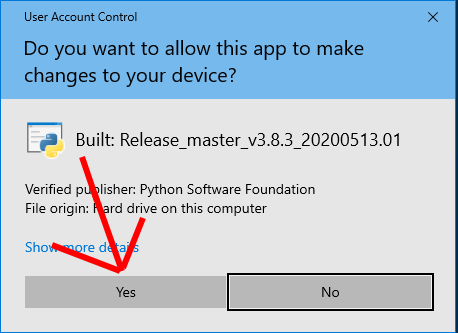 User Account Control
Do you want to allow this app to make
changes to your device?
Built: Release_master_v3.8.3_20200513.01
Verified publisher: Python Software Foundation
File origin: Hard drive on this computer
Show more details
Yes
No